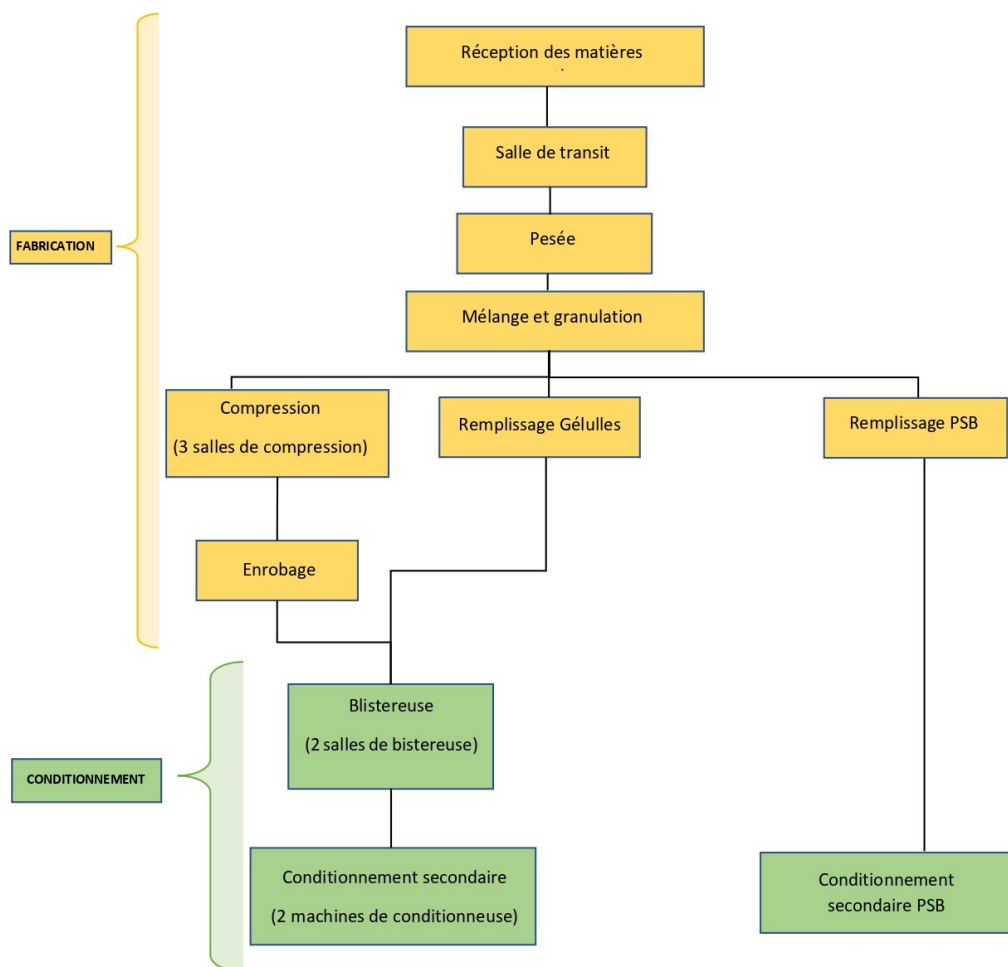 Réception des matières
Salle de transit
FABRICATION
Pesée
Mélange et granulation
Compression
(3 salles de compression)
Remplissage Gélulles
Remplissage PSB
Enrobage
Blistereuse
(2 salles de bistereuse)
CONDITIONNEMENT
Conditionnement secondaire
(2 machines de conditionneuse)
Conditionnement
secondaire PSB